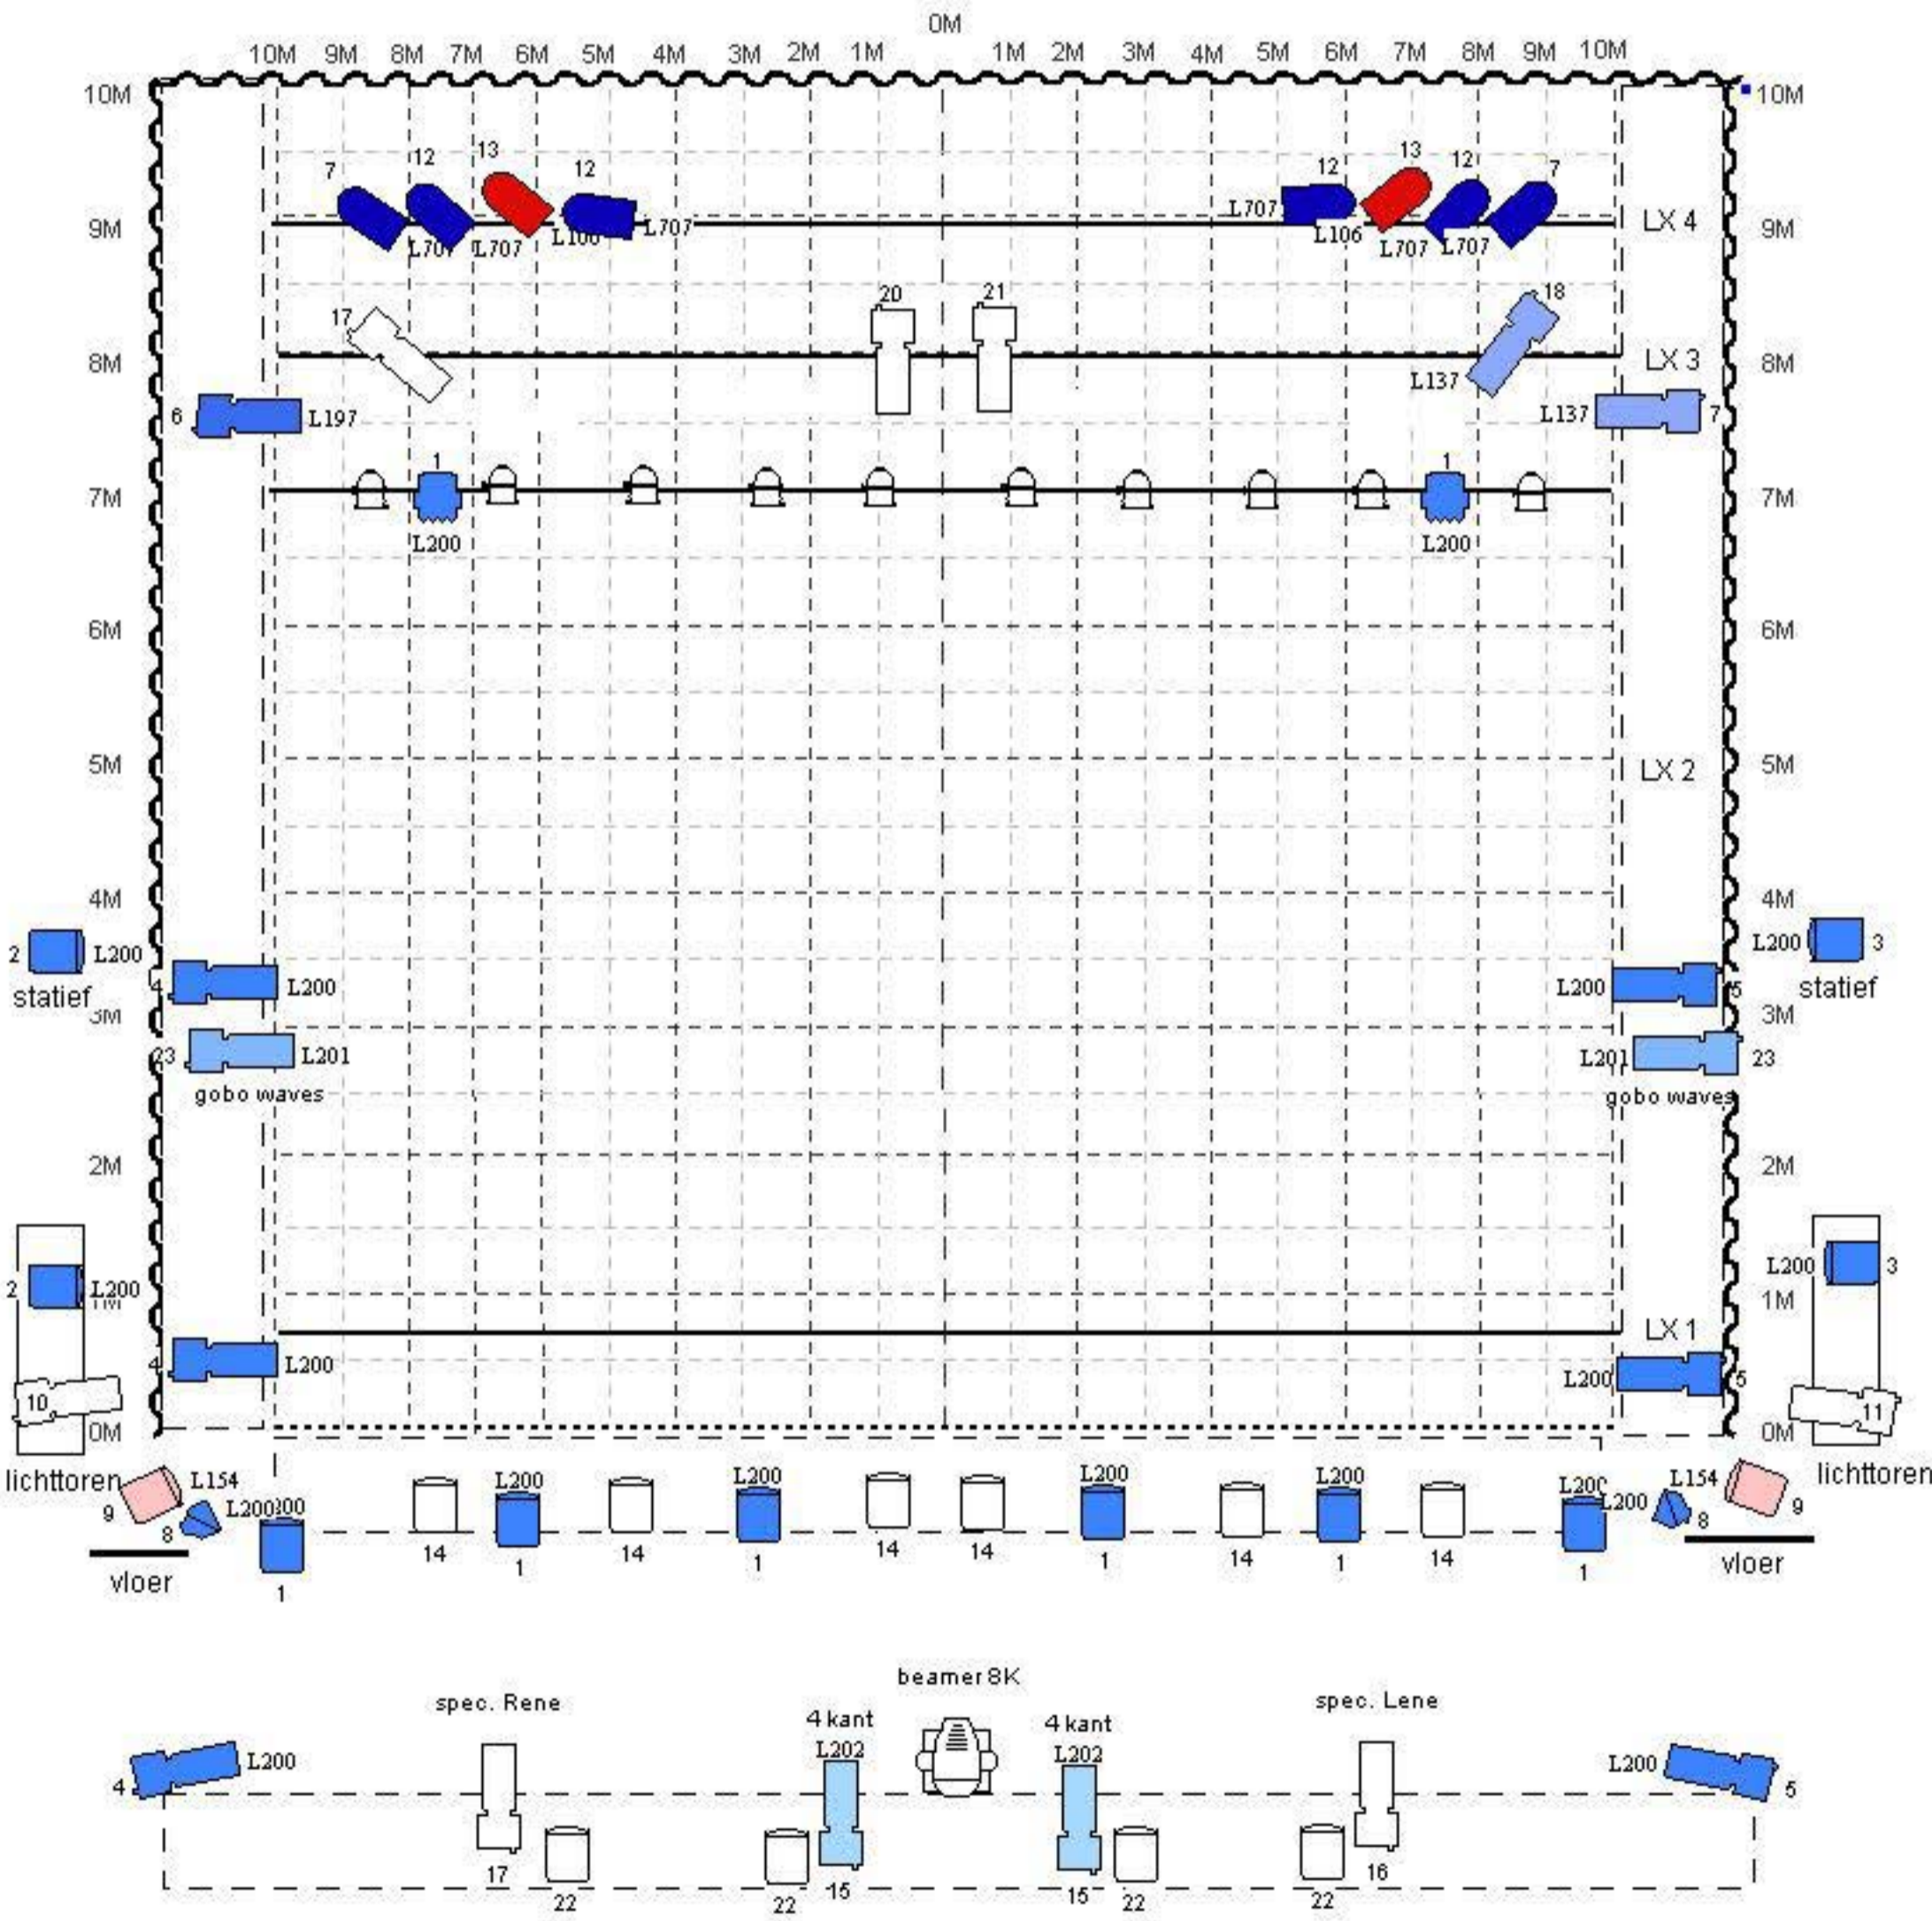 0M
10M 9M 8M 7M 6M 5M 4M 3M 2M 1M 1M 2M 3M 4M 5M 6M 7M 8M 9M 10M
10M 10M
7 12 13 12 12 13 12 7
L707 L707 L707 L707
9M LX 4 9M
L707 L707 L106 L707 L707
17 20 21 18
8M LX 3 8M
L137
6 L197 L137 7
1 1
7M 7M
L200 L200
6M 6M
5M LX 2 5M
4M 4M
2 L200 L200 3
statief statief
4 L200 L200 5
3M 3M
23 L201 L201 23
gobo waves gobo waves
2M 2M
2 L200 L200 3
1M
LX 1
4 L200 L200 5
10 11
0M 0M
lichttoren lichttoren
L154 L200 L200 L200 L200 L200 L154
9 8 L200 L200 8 9
14 1 14 1 14 14 1 14 1 14
vloer vloer
1 1
beamer 8K
spec. Rene spec. Lene
4 kant 4 kant
L202 L202
L200 L200
4 5
17 15 15 16
22 22 22 22